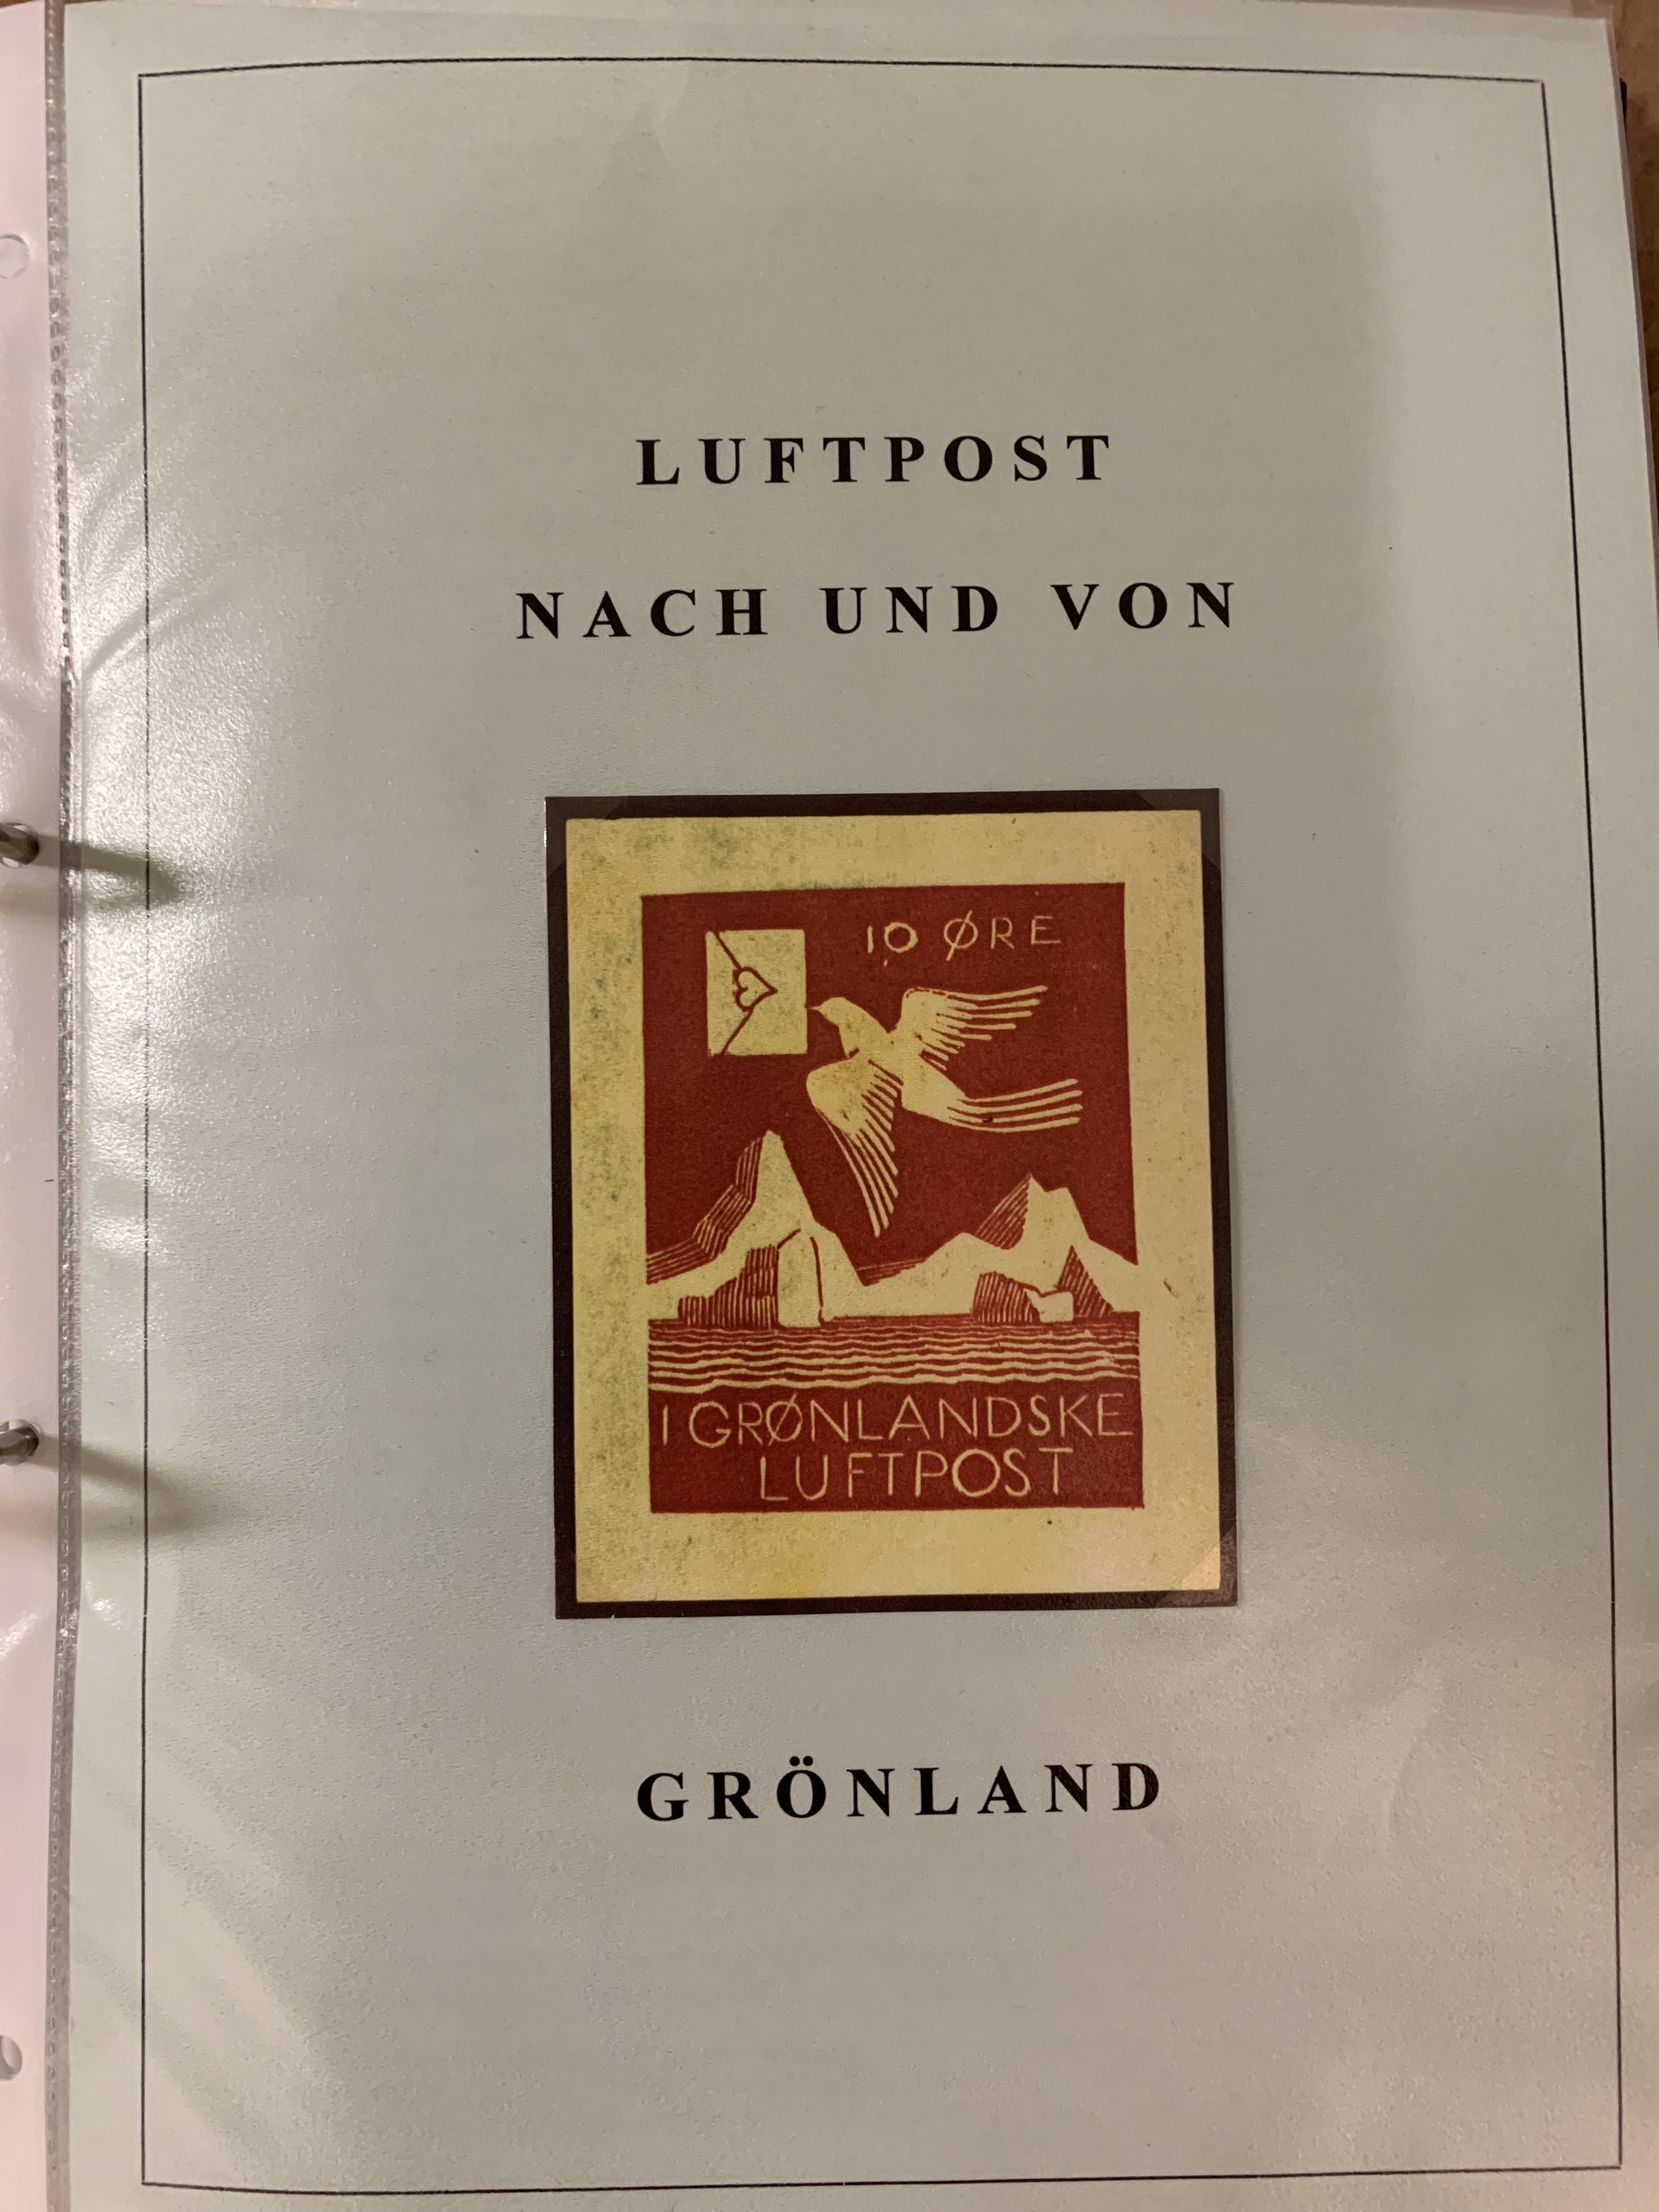 LUFTPOST
NACH UND VON
10 ØRE
I GRØNLANDSKE
LUFTPOST
GRÖNLAND